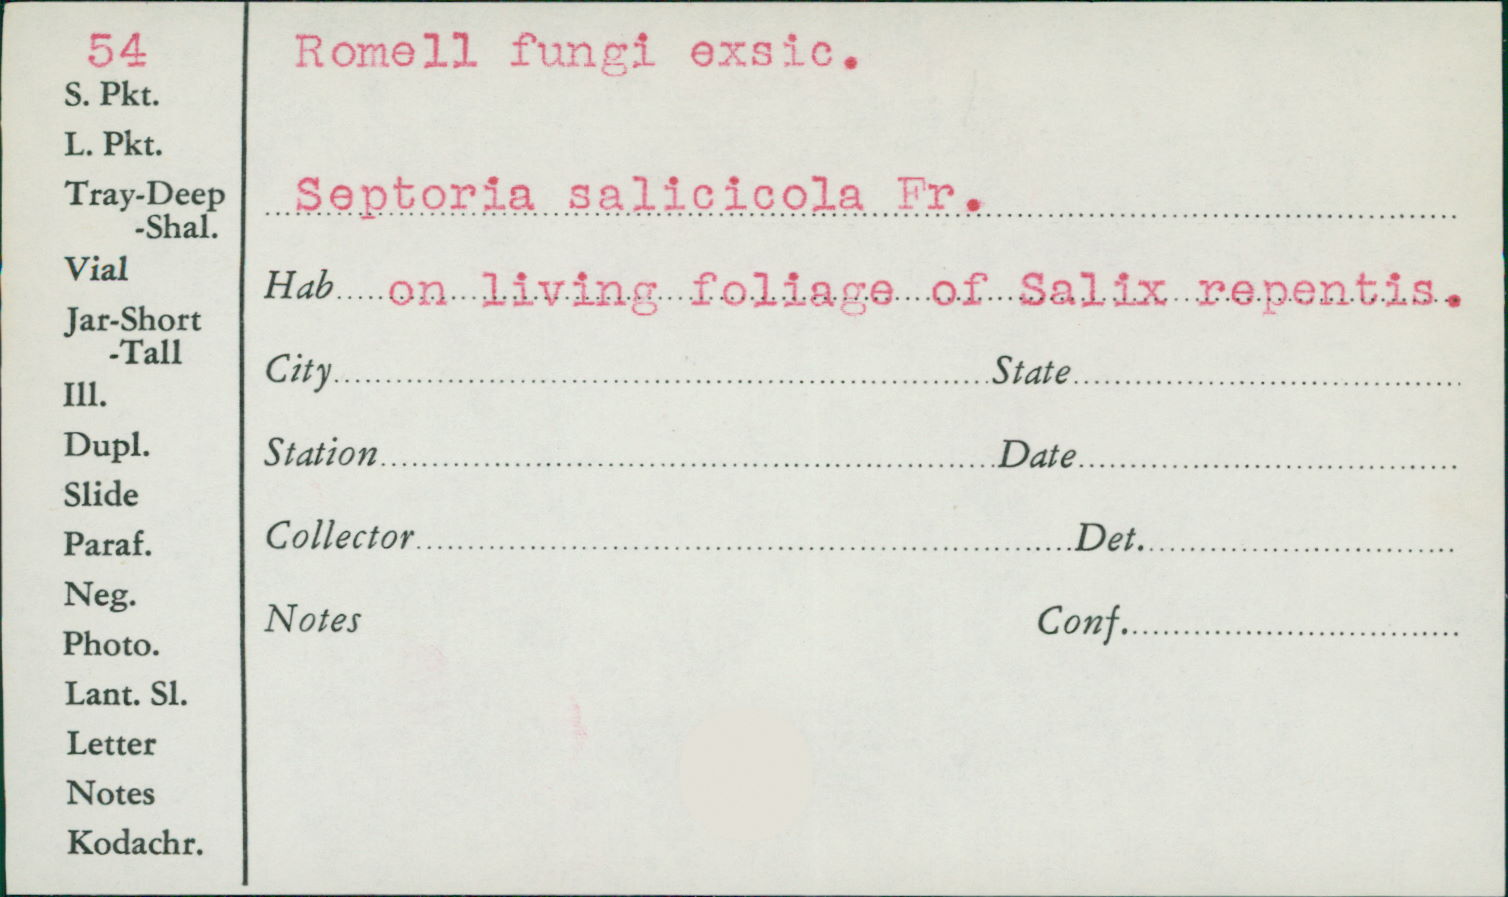 54
S. Pkt.
L. Pkt.
Tray-Deep
-Shal.
Vial
Jar-Short
-Tall
Ill.
Dupl.
Slide
Paraf.
Neg.
Photo.
Lant. Sl.
Letter
Notes
Kodachr.
Romell fungi exsic.
Septoria salicicola Fr.
Hab on living foliage of Salix repentis.
City State
Station Date
Collector Det.
Notes Conf.